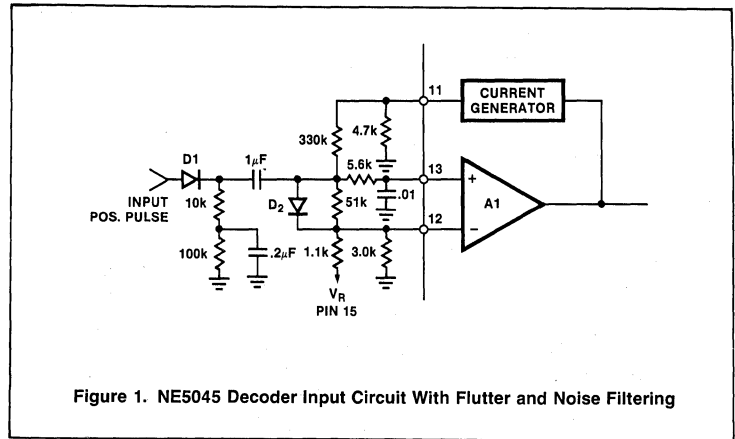 11
CURRENT
GENERATOR
330k
4.7k
D1
1μF
5.6k
13
+
INPUT
POS. PULSE
10k
D2
51k
.01
A1
12
−
100k
.2μF
1.1k
3.0k
VR
PIN 15
Figure 1. NE5045 Decoder Input Circuit With Flutter and Noise Filtering